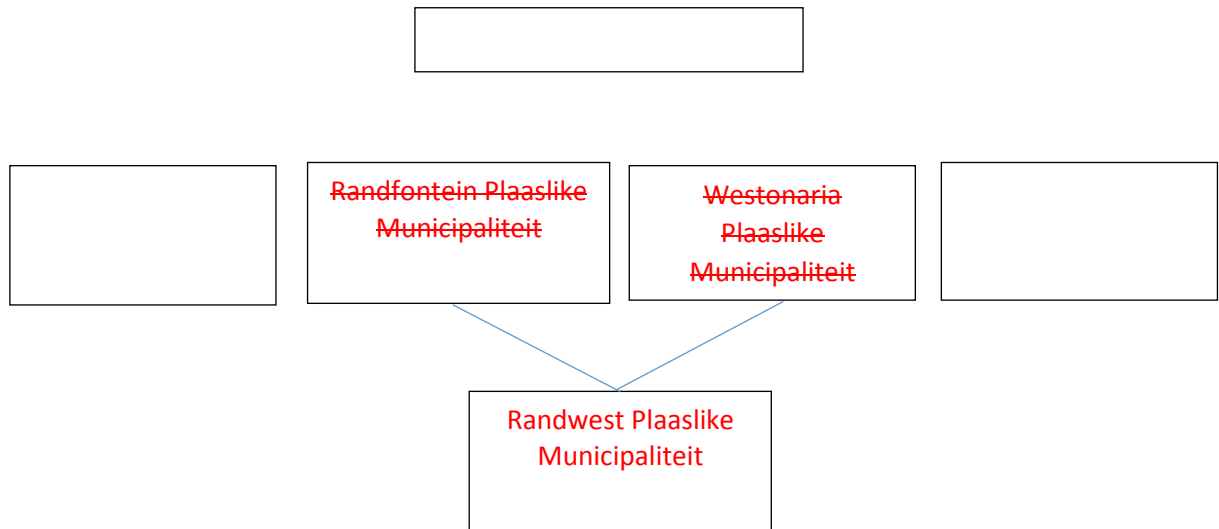 Randfontein Plaaslike
Municipaliteit
Westonaria
Plaaslike
Municipaliteit
Randwest Plaaslike
Municipaliteit